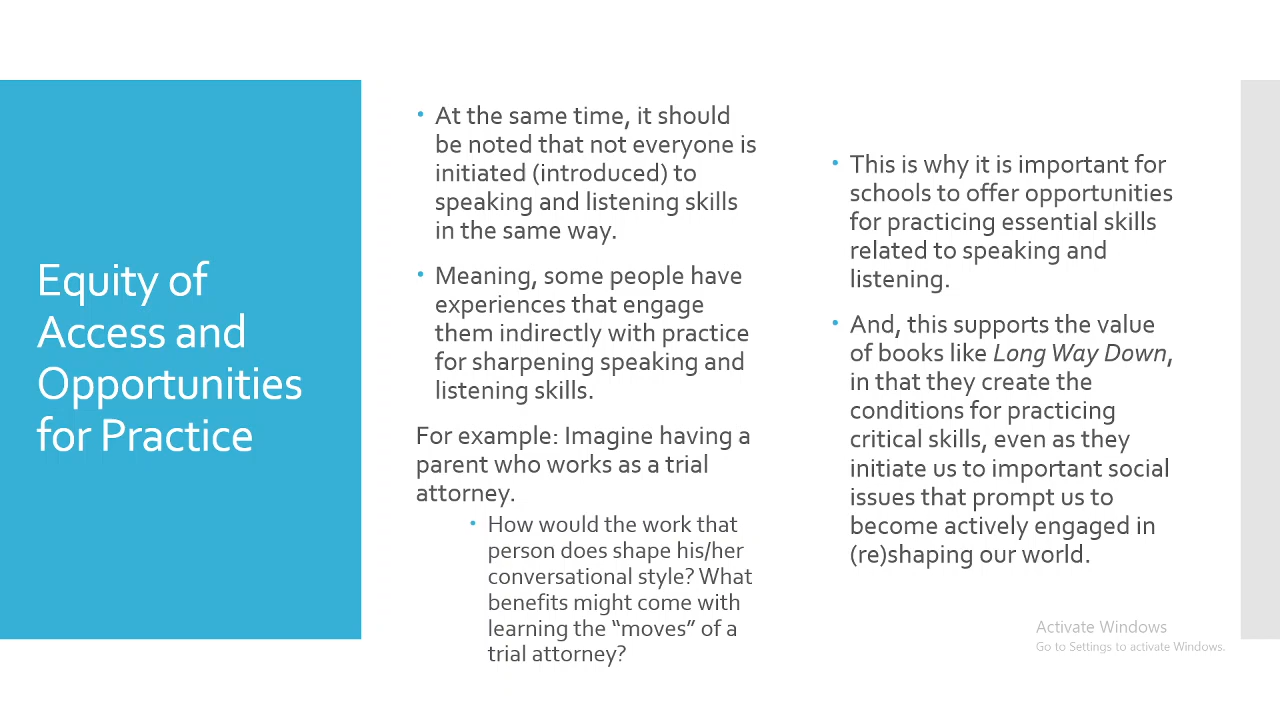 Equity of
Access and
Opportunities
for Practice
• At the same time, it should
be noted that not everyone is
initiated (introduced) to
speaking and listening skills
in the same way.
• Meaning, some people have
experiences that engage
them indirectly with practice
for sharpening speaking and
listening skills.
For example: Imagine having a
parent who works as a trial
attorney.
• How would the work that
person does shape his/her
conversational style? What
benefits might come with
learning the “moves” of a
trial attorney?
• This is why it is important for
schools to offer opportunities
for practicing essential skills
related to speaking and
listening.
• And, this supports the value
of books like Long Way Down,
in that they create the
conditions for practicing
critical skills, even as they
initiate us to important social
issues that prompt us to
become actively engaged in
(re)shaping our world.
Activate Windows
Go to Settings to activate Windows.